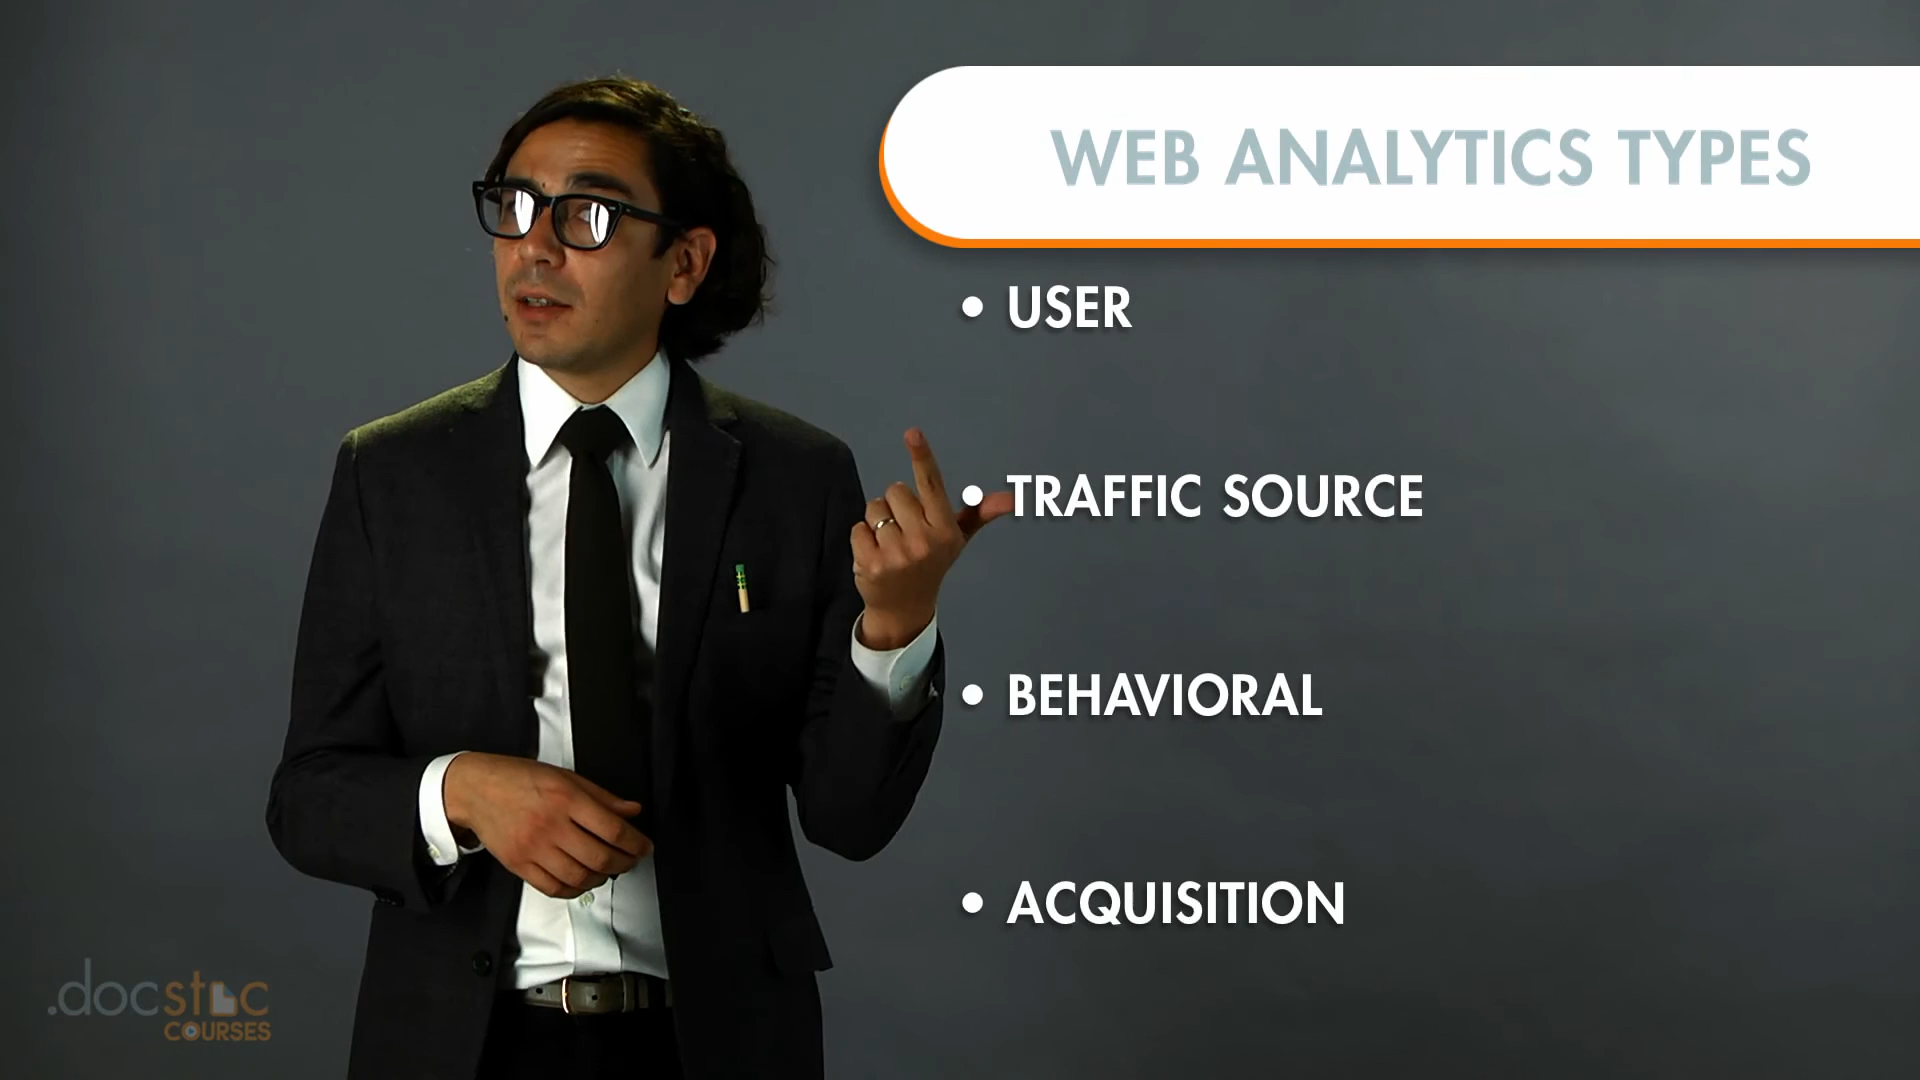 WEB ANALYTICS TYPES
• USER
• TRAFFIC SOURCE
• BEHAVIORAL
• ACQUISITION
.docstoc
COURSES